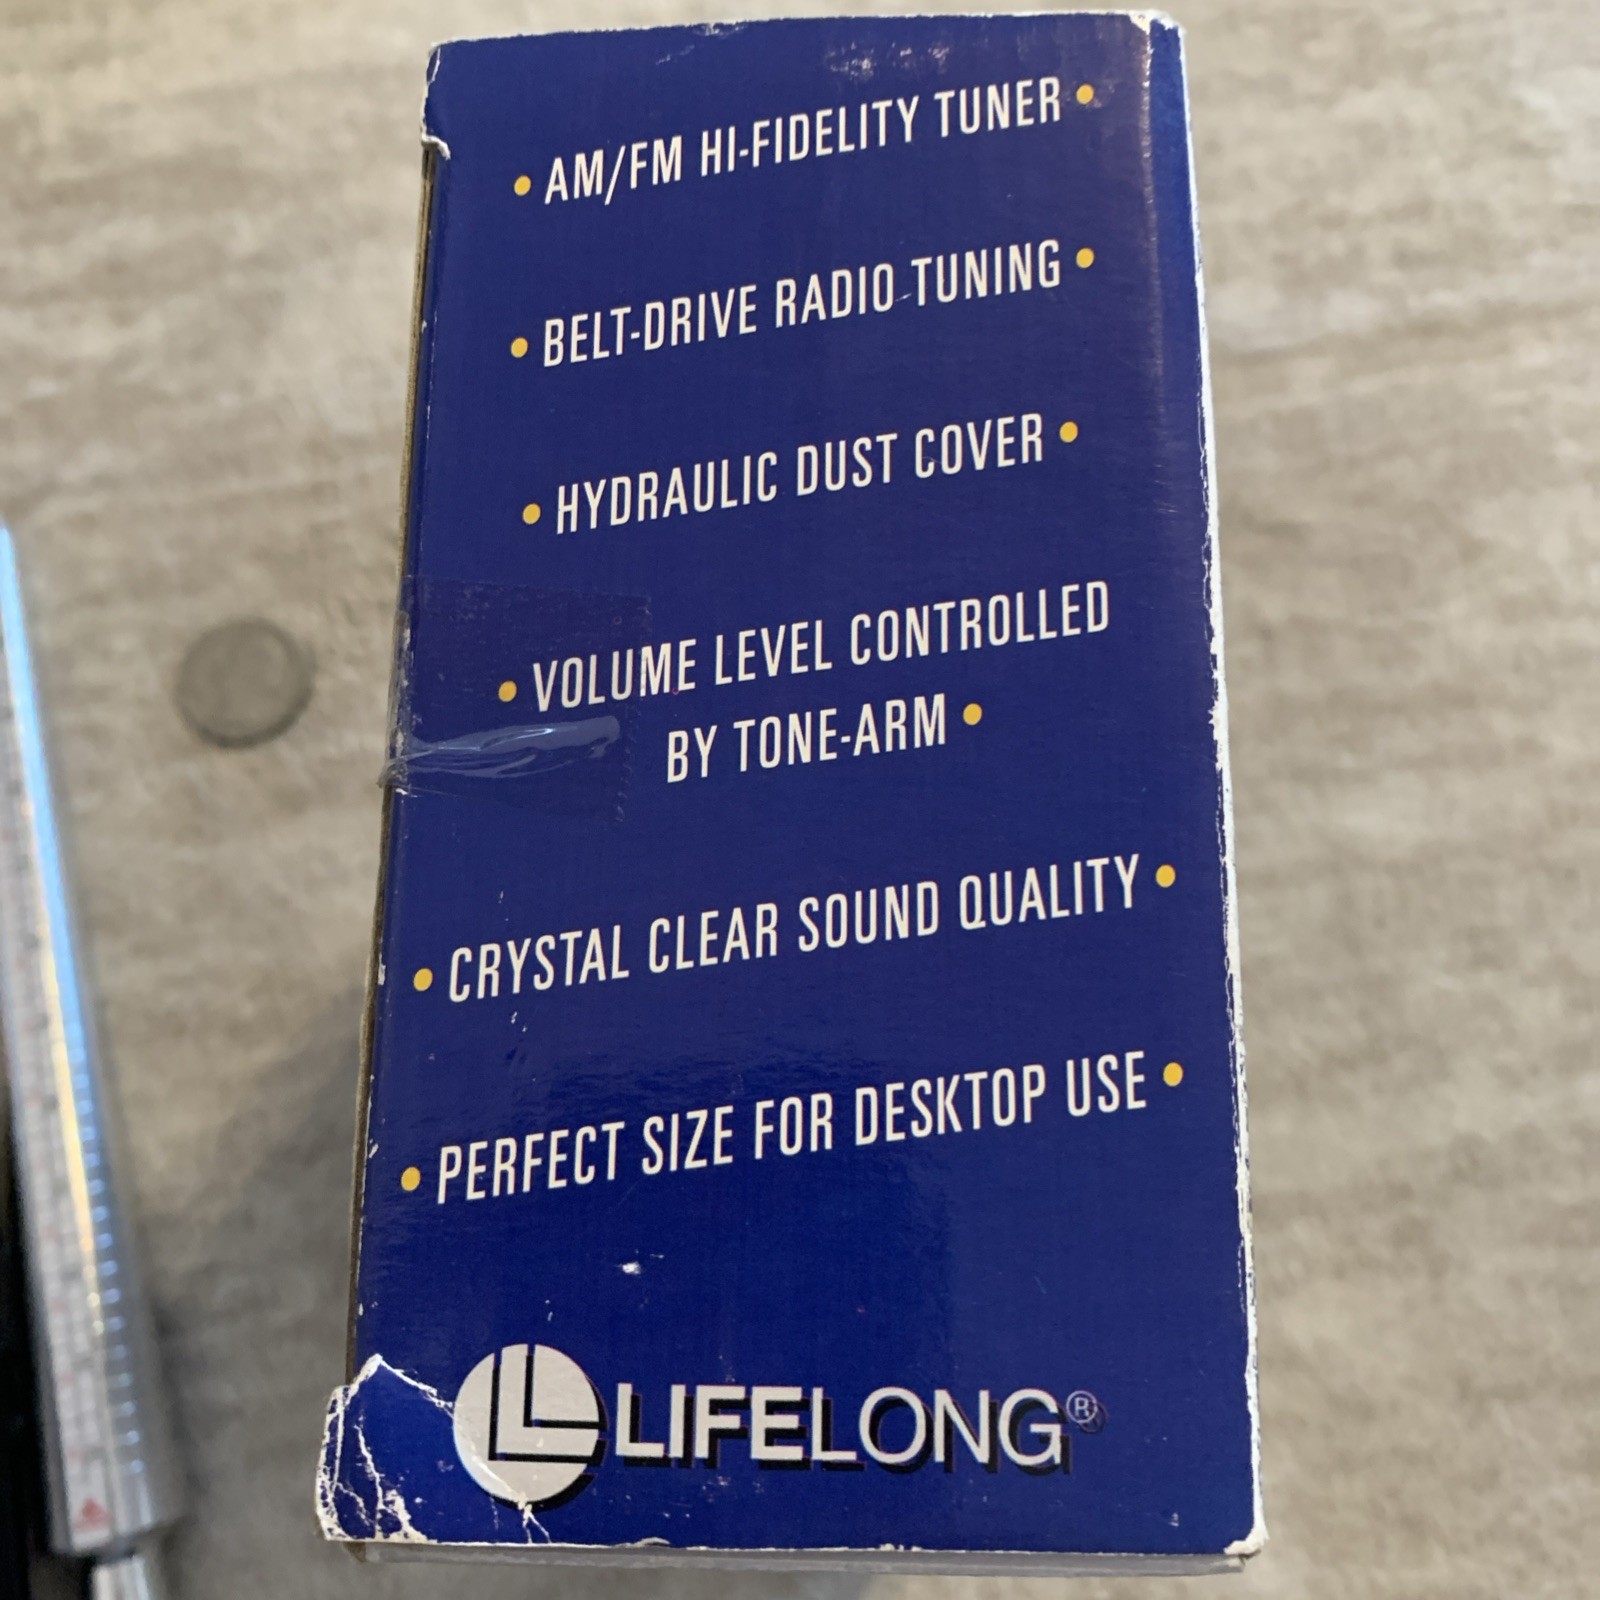 • AM/FM HI-FIDELITY TUNER •
• BELT-DRIVE RADIO TUNING •
• HYDRAULIC DUST COVER •
• VOLUME LEVEL CONTROLLED
BY TONE-ARM •
• CRYSTAL CLEAR SOUND QUALITY •
• PERFECT SIZE FOR DESKTOP USE •
LIFELONG®